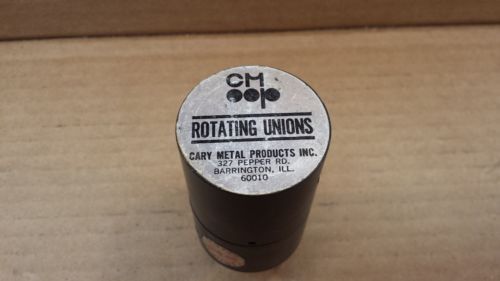 CM
ROTATING UNIONS
CARY METAL PRODUCTS INC.
327 PEPPER RD.
BARRINGTON, ILL.
60010